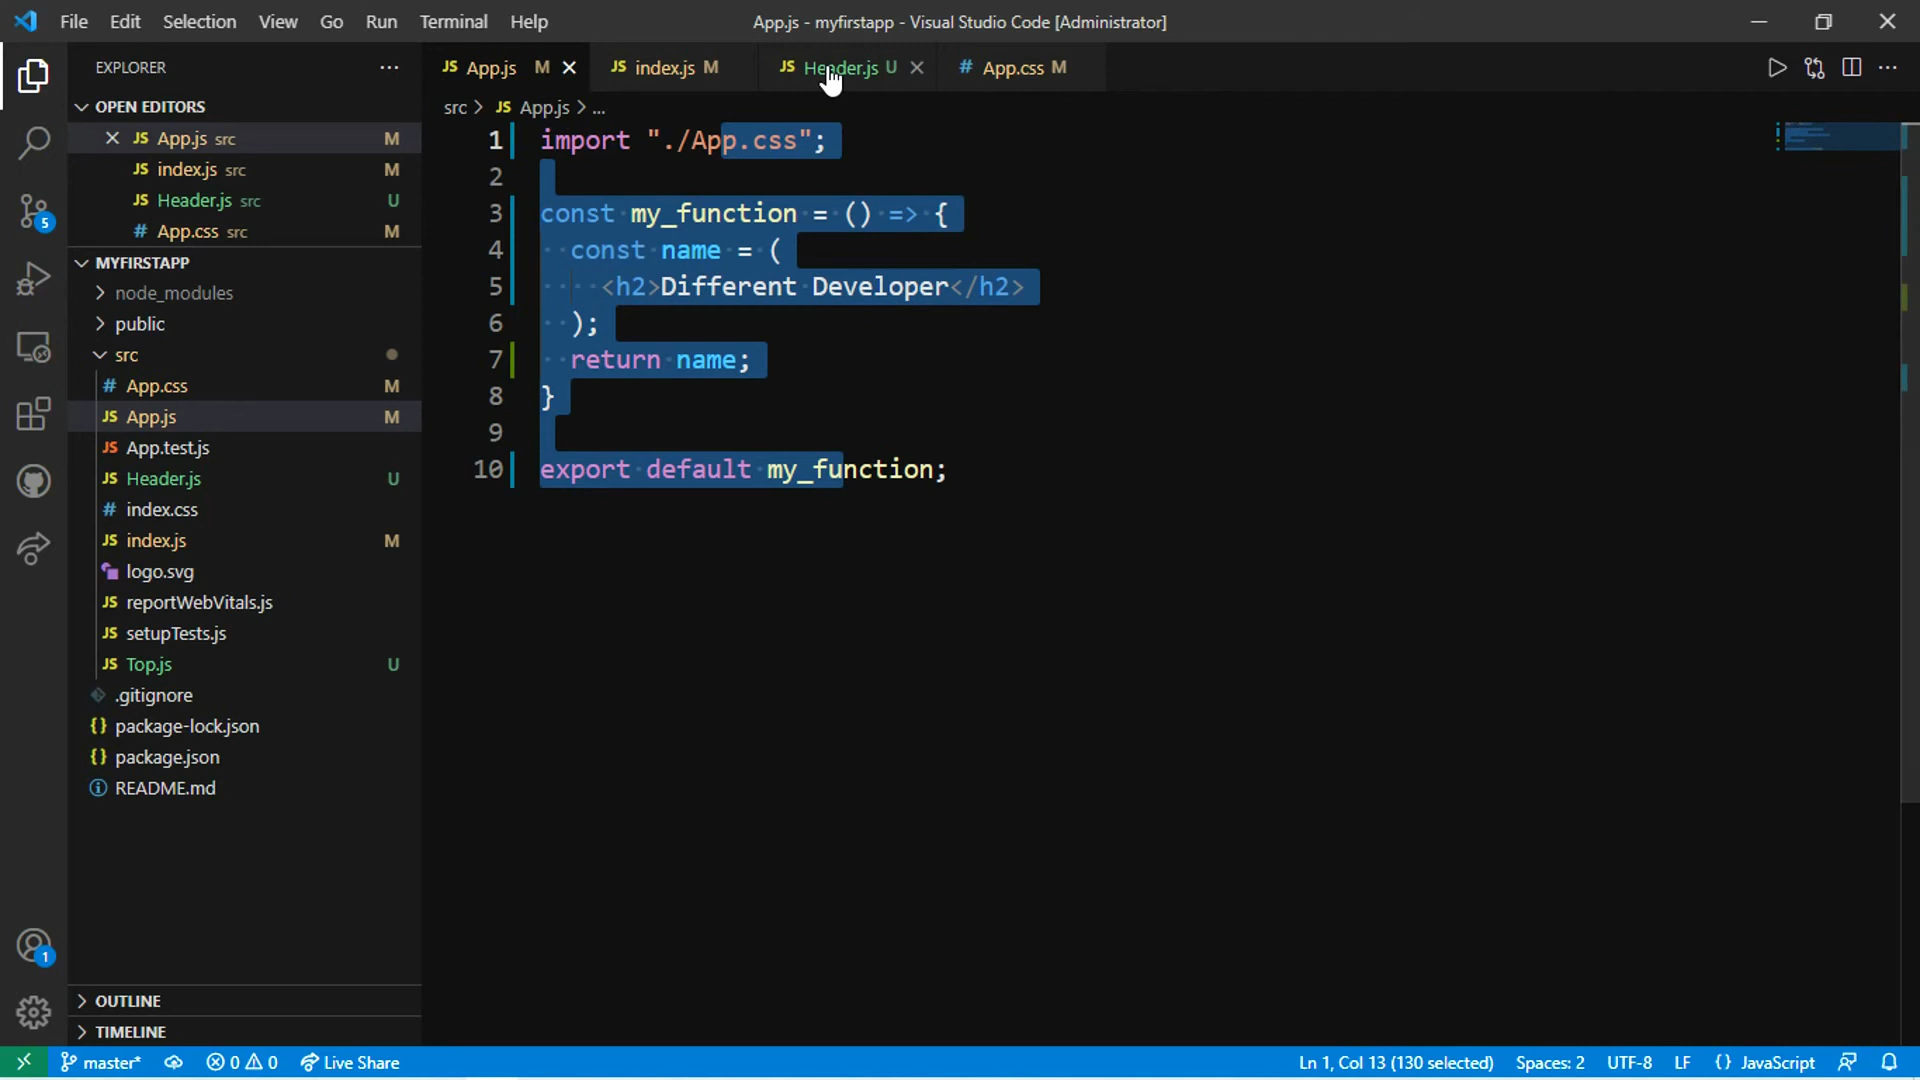 File Edit Selection View Go Run Terminal Help
App.js - myfirstapp - Visual Studio Code [Administrator]
EXPLORER
OPEN EDITORS
JS App.js src M
JS index.js src M
JS Header.js src U
# App.css src M
MYFIRSTAPP
node_modules
public
src
# App.css M
JS App.js M
JS App.test.js
JS Header.js U
# index.css
JS index.js M
logo.svg
JS reportWebVitals.js
JS setupTests.js
JS Top.js U
.gitignore
{} package-lock.json
{} package.json
README.md
OUTLINE
TIMELINE
5
1
JS App.js M JS index.js M JS Header.js U # App.css M
src > JS App.js > ...
1 import "./App.css";
2
3 const my_function = () => {
4 const name = (
5 <h2>Different Developer</h2>
6 );
7 return name;
8 }
9
10 export default my_function;
master* 0 0 Live Share
Ln 1, Col 13 (130 selected) Spaces: 2 UTF-8 LF {} JavaScript